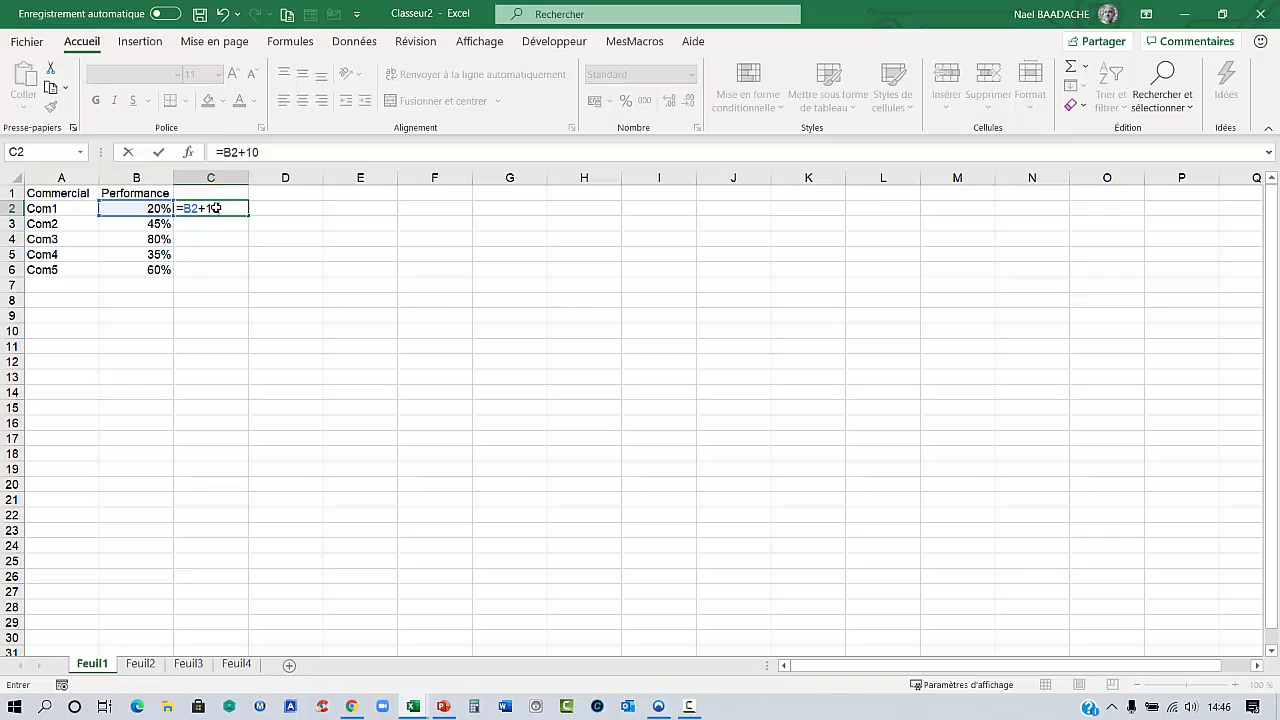 Enregistrement automatique
Classeur2 - Excel
Rechercher
Nael BAADACHE
Fichier Accueil Insertion Mise en page Formules Données Révision Affichage Développeur MesMacros Aide
Partager Commentaires
Coller
11
Renvoyer à la ligne automatiquement
Standard
G I S
Fusionner et centrer
% 000
Mise en forme conditionnelle
Mettre sous forme de tableau
Styles de cellules
Insérer Supprimer Format
Trier et filtrer
Rechercher et sélectionner
Idées
Presse-papiers Police Alignement Nombre Styles Cellules Édition Idées
C2 fx =B2+10
A B C D E F G H I J K L M N O P Q
1 Commercial Performance
2 Com1 20% =B2+1
3 Com2 45%
4 Com3 80%
5 Com4 35%
6 Com5 60%
7
8
9
10
11
12
13
14
15
16
17
18
19
20
21
22
23
24
25
26
27
28
29
30
31
Feuil1 Feuil2 Feuil3 Feuil4
Entrer
Paramètres d'affichage
100 %
14:46